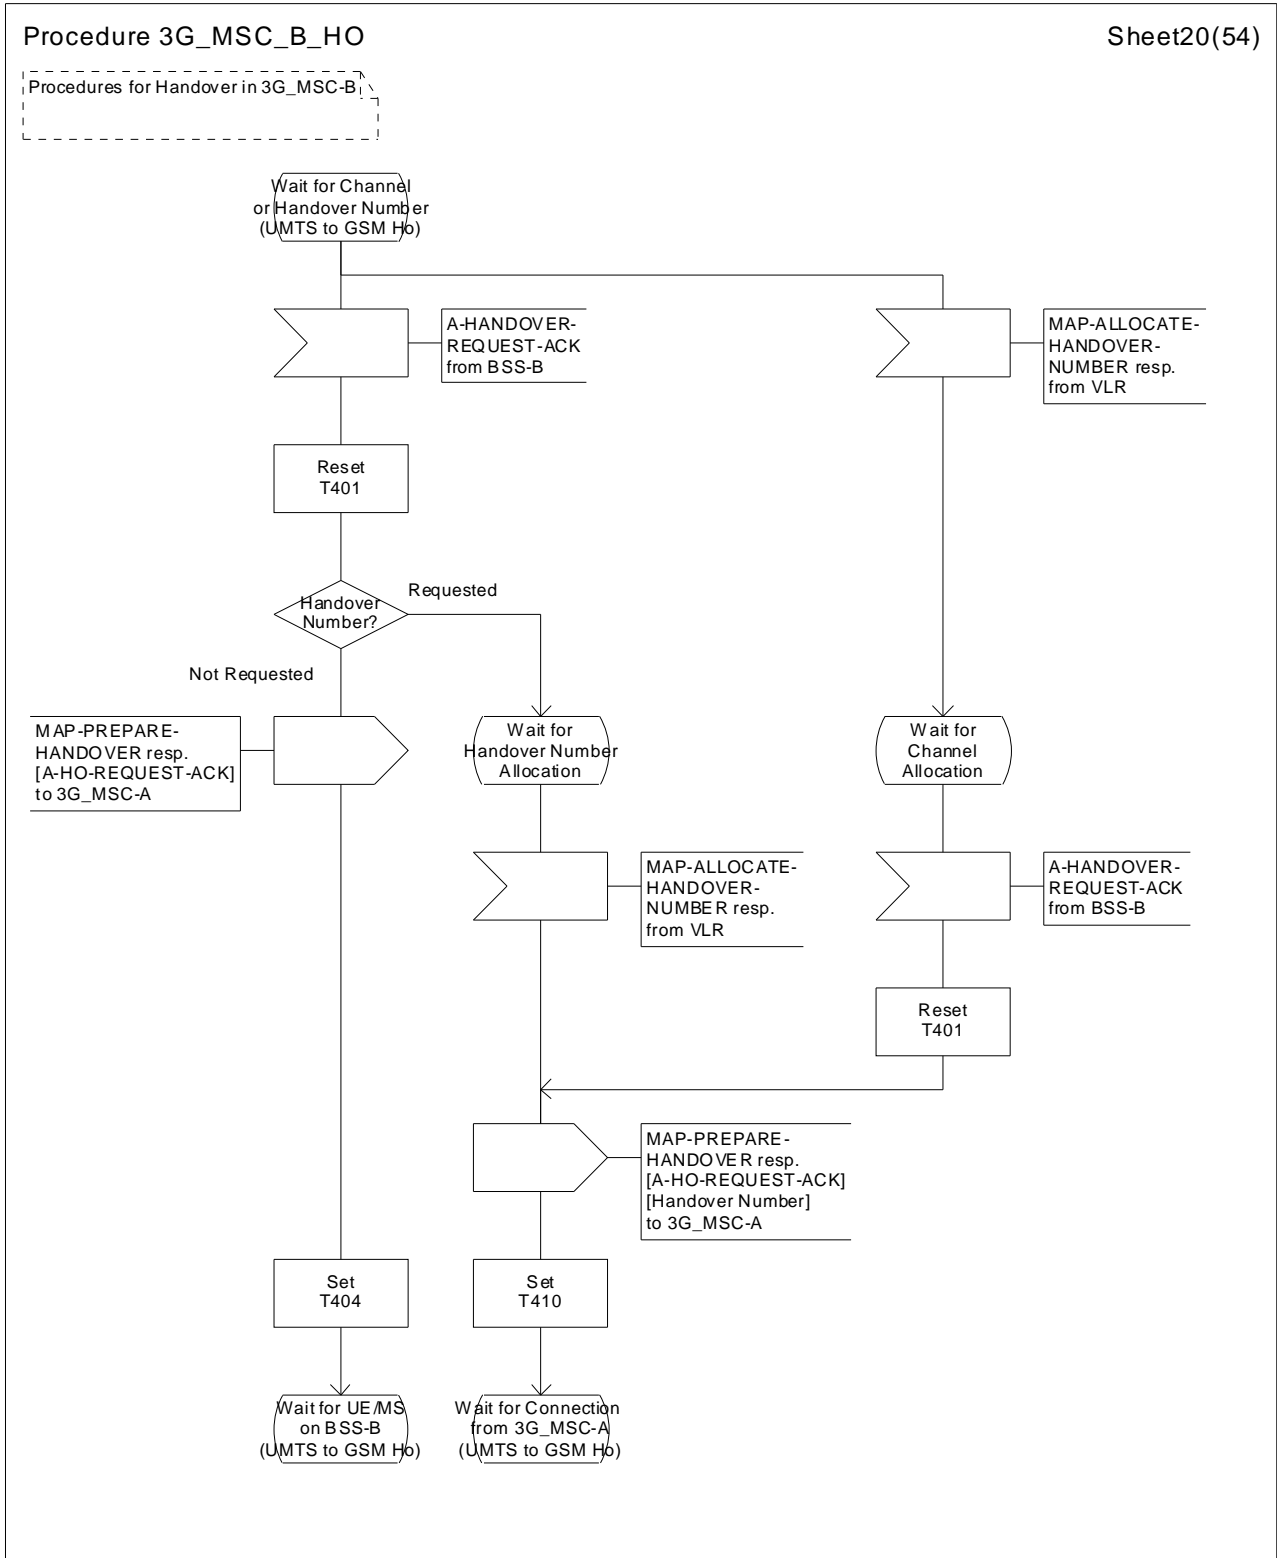 Procedure 3G_MSC_B_HO
Sheet20(54)
Procedures for Handover in 3G_MSC-B
Wait for Channel
or Handover Number
(UMTS to GSM Ho)
A-HANDOVER-
REQUEST-ACK
from BSS-B
MAP-ALLOCATE-
HANDOVER-
NUMBER resp.
from VLR
Reset
T401
Handover
Number?
Requested
Not Requested
MAP-PREPARE-
HANDOVER resp.
[A-HO-REQUEST-ACK]
to 3G_MSC-A
Wait for
Handover Number
Allocation
Wait for
Channel
Allocation
MAP-ALLOCATE-
HANDOVER-
NUMBER resp.
from VLR
A-HANDOVER-
REQUEST-ACK
from BSS-B
Reset
T401
MAP-PREPARE-
HANDOVER resp.
[A-HO-REQUEST-ACK]
[Handover Number]
to 3G_MSC-A
Set
T404
Set
T410
Wait for UE/MS
on BSS-B
(UMTS to GSM Ho)
Wait for Connection
from 3G_MSC-A
(UMTS to GSM Ho)